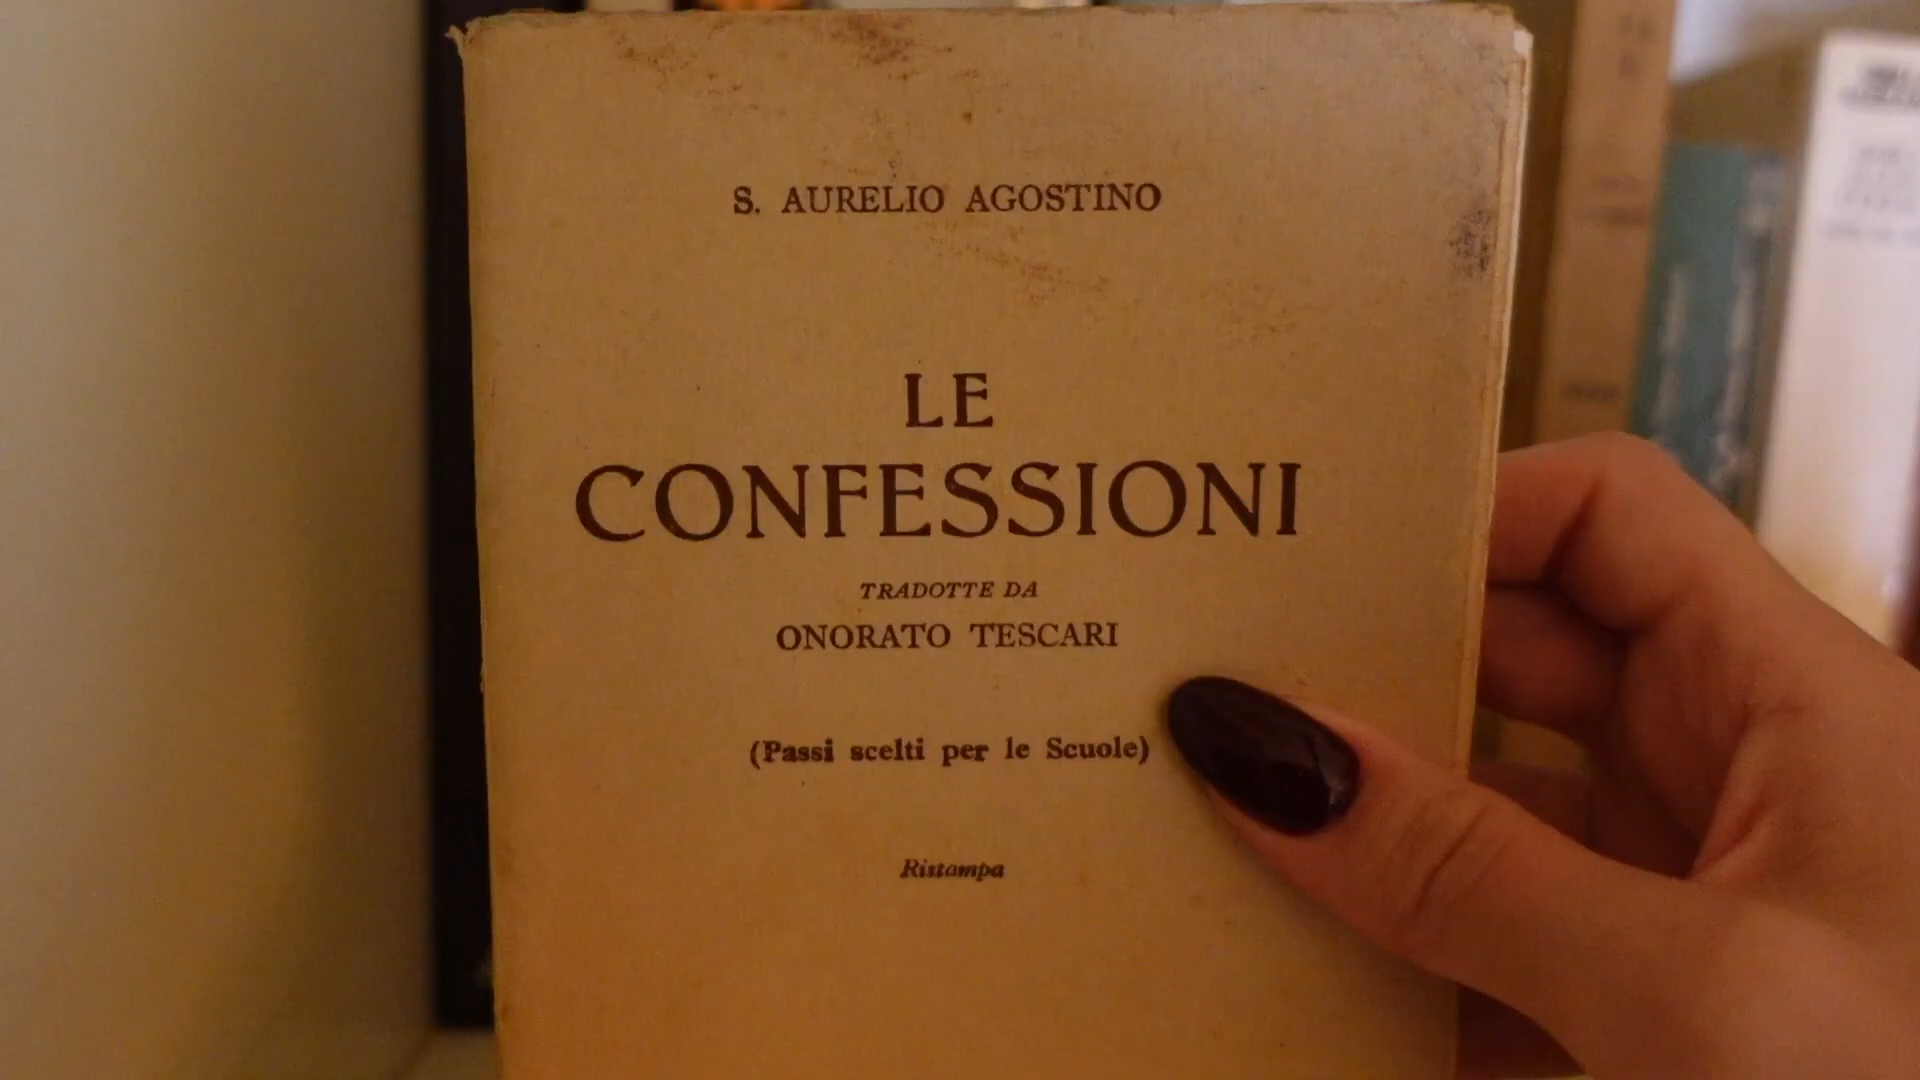 S. AURELIO AGOSTINO
LE
CONFESSIONI
TRADOTTE DA
ONORATO TESCARI
(Passi scelti per le Scuole)
Ristampa